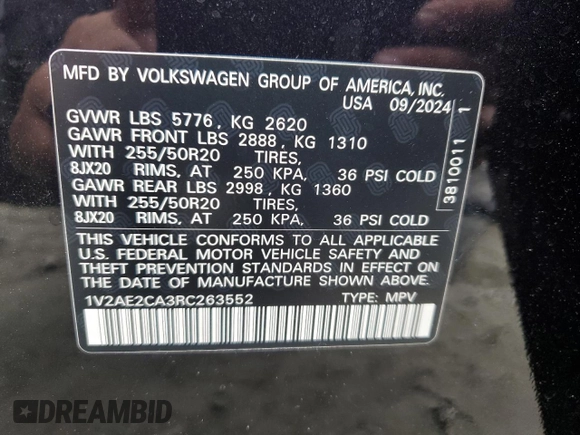 MFD BY VOLKSWAGEN GROUP OF AMERICA, INC.
USA 09/2024
GVWR LBS 5776, KG 2620
GAWR FRONT LBS 2888, KG 1310
WITH 255/50R20 TIRES,
8JX20 RIMS, AT 250 KPA, 36 PSI COLD
GAWR REAR LBS 2998, KG 1360
WITH 255/50R20 TIRES,
8JX20 RIMS, AT 250 KPA, 36 PSI COLD
THIS VEHICLE CONFORMS TO ALL APPLICABLE
U.S. FEDERAL MOTOR VEHICLE SAFETY AND
THEFT PREVENTION STANDARDS IN EFFECT ON
THE DATE OF MANUFACTURE SHOWN ABOVE.
1V2AE2CA3RC263552 TYPE: MPV
3810011 1
DREAMBID